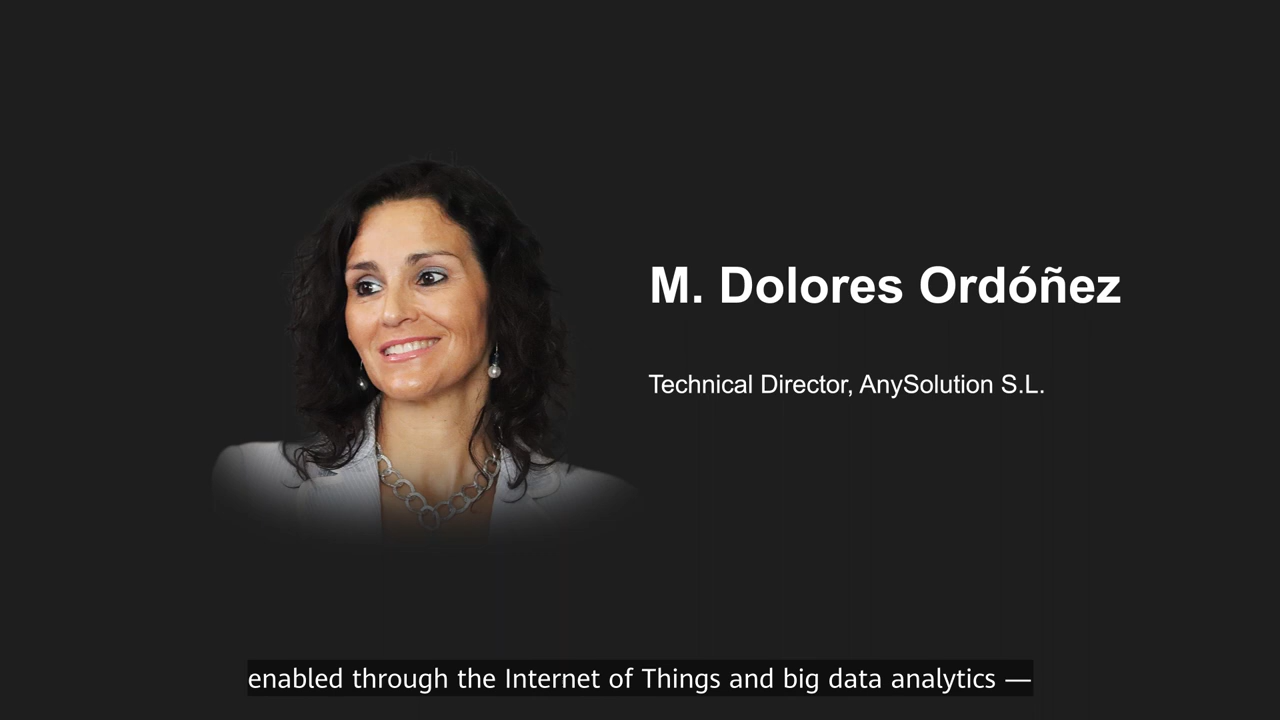 M. Dolores Ordóñez
Technical Director, AnySolution S.L.
enabled through the Internet of Things and big data analytics —